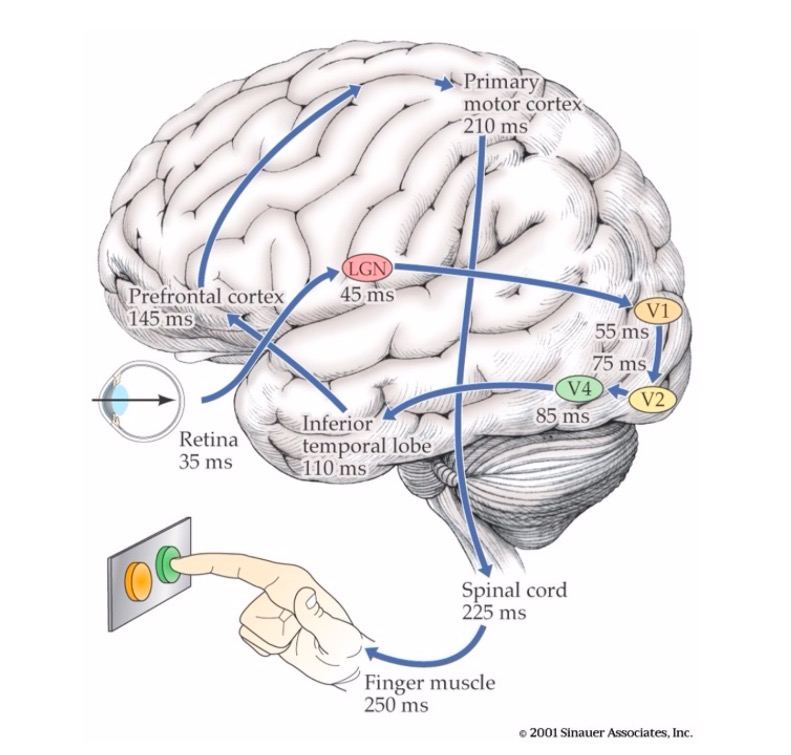 Primary
motor cortex
210 ms
LGN
45 ms
Prefrontal cortex
145 ms
V1
55 ms
75 ms
V4
V2
85 ms
Retina
35 ms
Inferior
temporal lobe
110 ms
Spinal cord
225 ms
Finger muscle
250 ms
© 2001 Sinauer Associates, Inc.